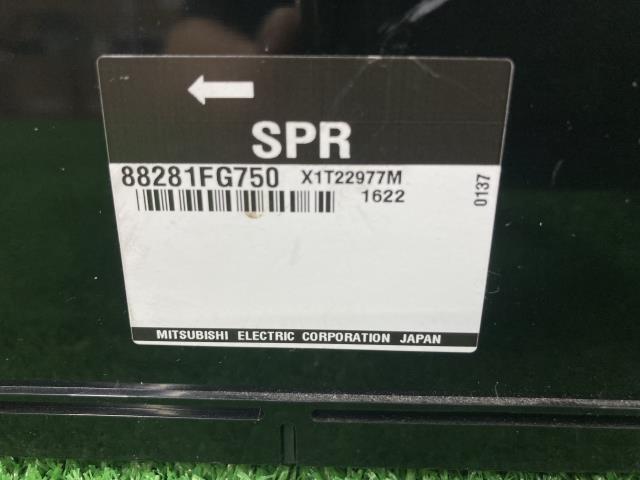 SPR
88281FG750 X1T22977M
1622
0137
MITSUBISHI ELECTRIC CORPORATION JAPAN